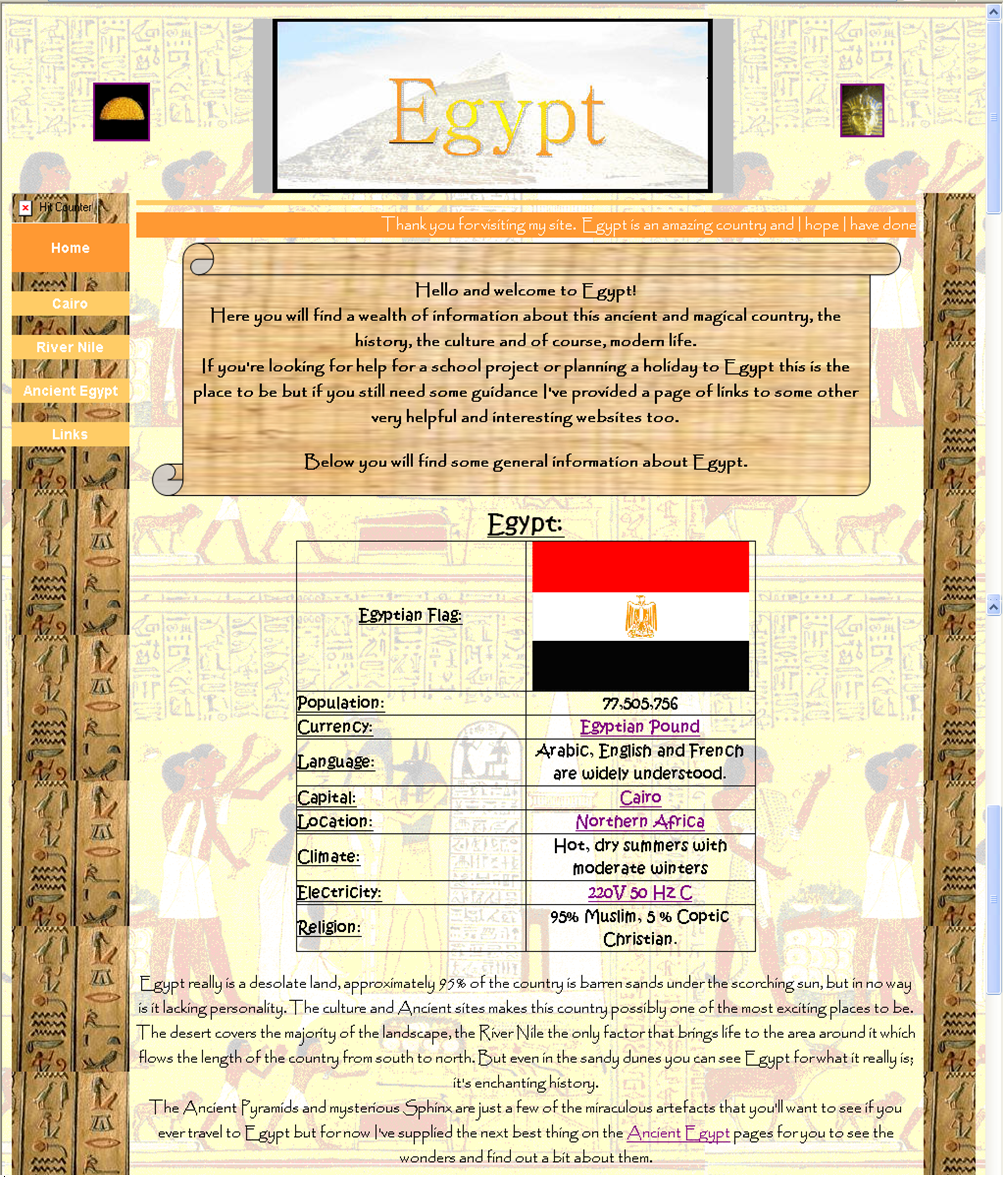 Egypt
Hit Counter
Thank you for visiting my site. Egypt is an amazing country and I hope I have done
Home
Cairo
River Nile
Ancient Egypt
Links
Hello and welcome to Egypt!
Here you will find a wealth of information about this ancient and magical country, the
history, the culture and of course, modern life.
If you're looking for help for a school project or planning a holiday to Egypt this is the
place to be but if you still need some guidance I've provided a page of links to some other
very helpful and interesting websites too.
Below you will find some general information about Egypt.
Egypt:
Egyptian Flag:
Population: 77,505,756
Currency: Egyptian Pound
Language: Arabic, English and French
are widely understood.
Capital: Cairo
Location: Northern Africa
Climate: Hot, dry summers with
moderate winters
Electricity: 220V 50 HZ C
Religion: 95% Muslim, 5 % Coptic
Christian.
Egypt really is a desolate land, approximately 95% of the country is barren sands under the scorching sun, but in no way
is it lacking personality. The culture and Ancient sites makes this country possibly one of the most exciting places to be.
The desert covers the majority of the landscape, the River Nile the only factor that brings life to the area around it which
flows the length of the country from south to north. But even in the sandy dunes you can see Egypt for what it really is;
it's enchanting history.
The Ancient Pyramids and mysterious Sphinx are just a few of the miraculous artefacts that you'll want to see if you
ever travel to Egypt but for now I've supplied the next best thing on the Ancient Egypt pages for you to see the
wonders and find out a bit about them.